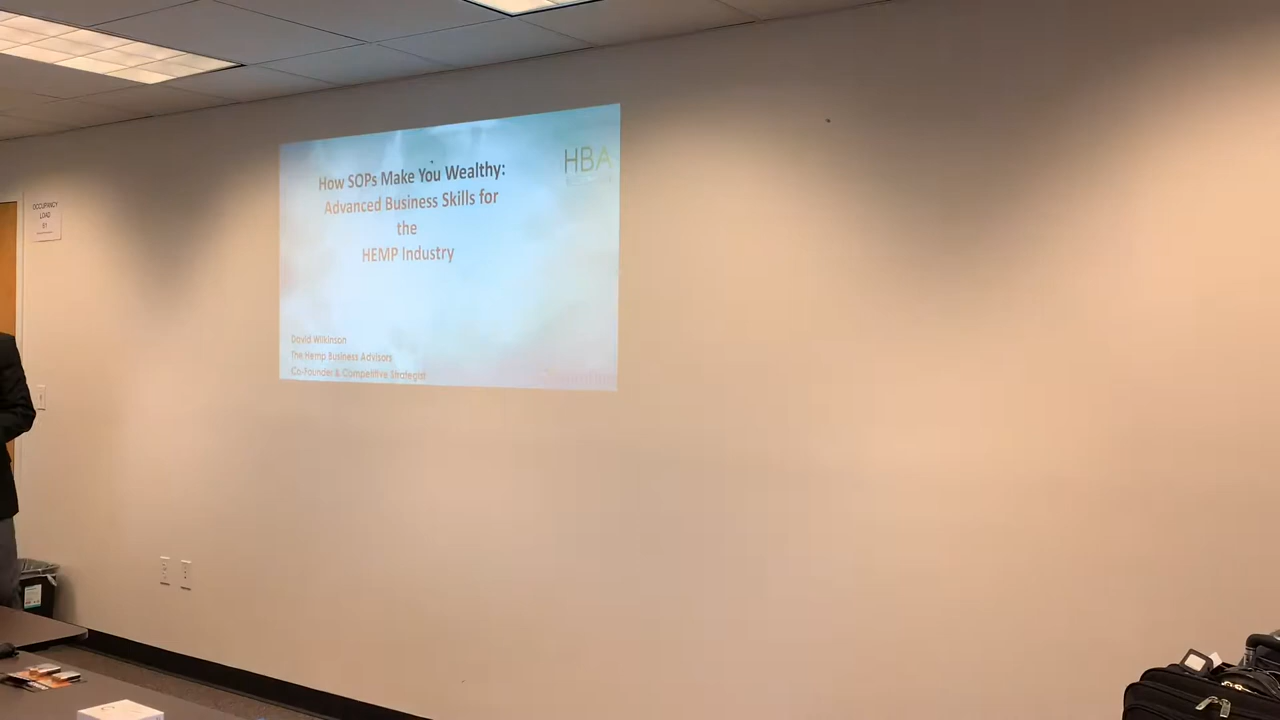 OCCUPANCY
LOAD
61
How SOPs Make You Wealthy:
Advanced Business Skills for
the
HEMP Industry
HBA
David Wilkinson
The Hemp Business Advisors
Co-Founder & Competitive Strategist